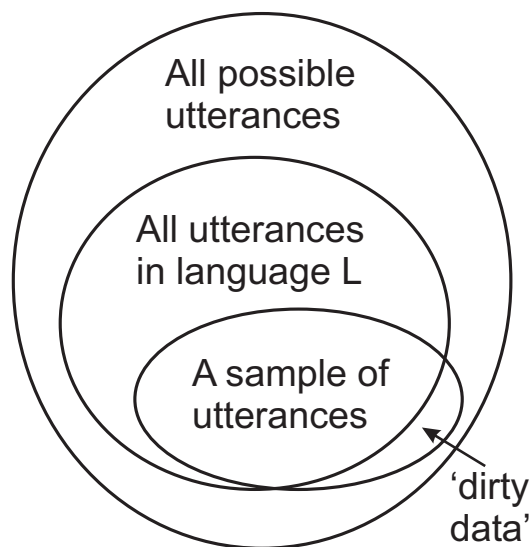 All possible
utterances
All utterances
in language L
A sample of
utterances
‘dirty
data’